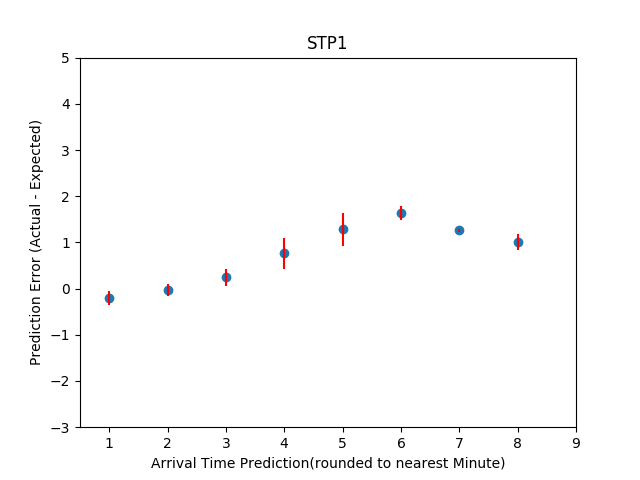 STP1
5
4
3
2
1
0
−1
−2
−3
Prediction Error (Actual - Expected)
1 2 3 4 5 6 7 8 9
Arrival Time Prediction(rounded to nearest Minute)